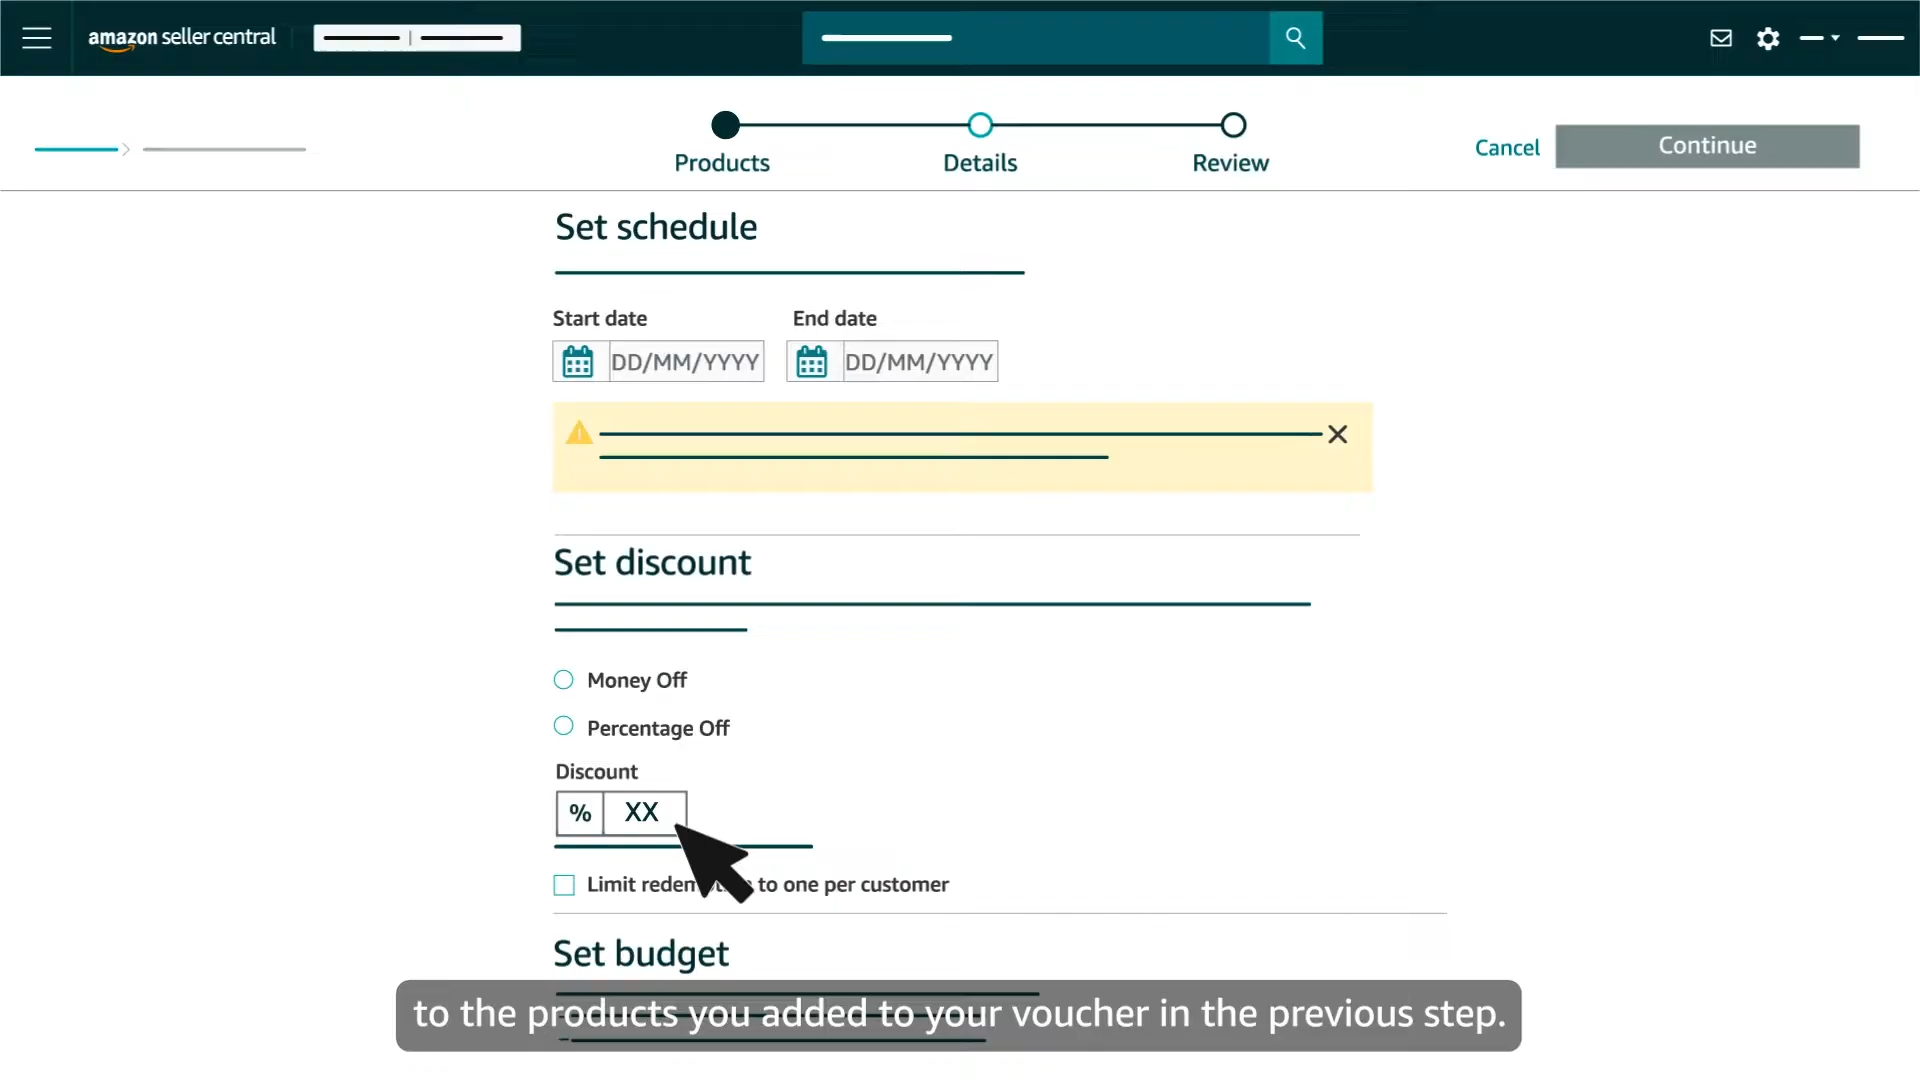 amazon seller central
Products
Details
Review
Cancel
Continue
Set schedule
Start date
End date
DD/MM/YYYY
DD/MM/YYYY
Set discount
Money Off
Percentage Off
Discount
% XX
Limit redemption to one per customer
Set budget
to the products you added to your voucher in the previous step.